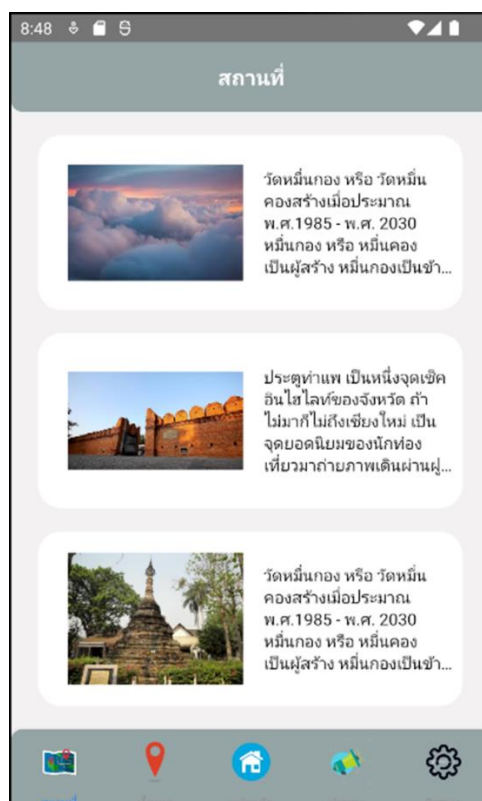 8:48
สถานที่
วัดหมื่นกอง หรือ วัดหมื่น
คองสร้างเมื่อประมาณ
พ.ศ.1985 - พ.ศ. 2030
หมื่นกอง หรือ หมื่นคอง
เป็นผู้สร้าง หมื่นกองเป็นข้า...
ประตูท่าแพ เป็นหนึ่งจุดเช็ค
อินไฮไลท์ของจังหวัด ถ้า
ไม่มาก็ไม่ถึงเชียงใหม่ เป็น
จุดยอดนิยมของนักท่อง
เที่ยวมาถ่ายภาพเดินผ่านฝู...
วัดหมื่นกอง หรือ วัดหมื่น
คองสร้างเมื่อประมาณ
พ.ศ.1985 - พ.ศ. 2030
หมื่นกอง หรือ หมื่นคอง
เป็นผู้สร้าง หมื่นกองเป็นข้า...